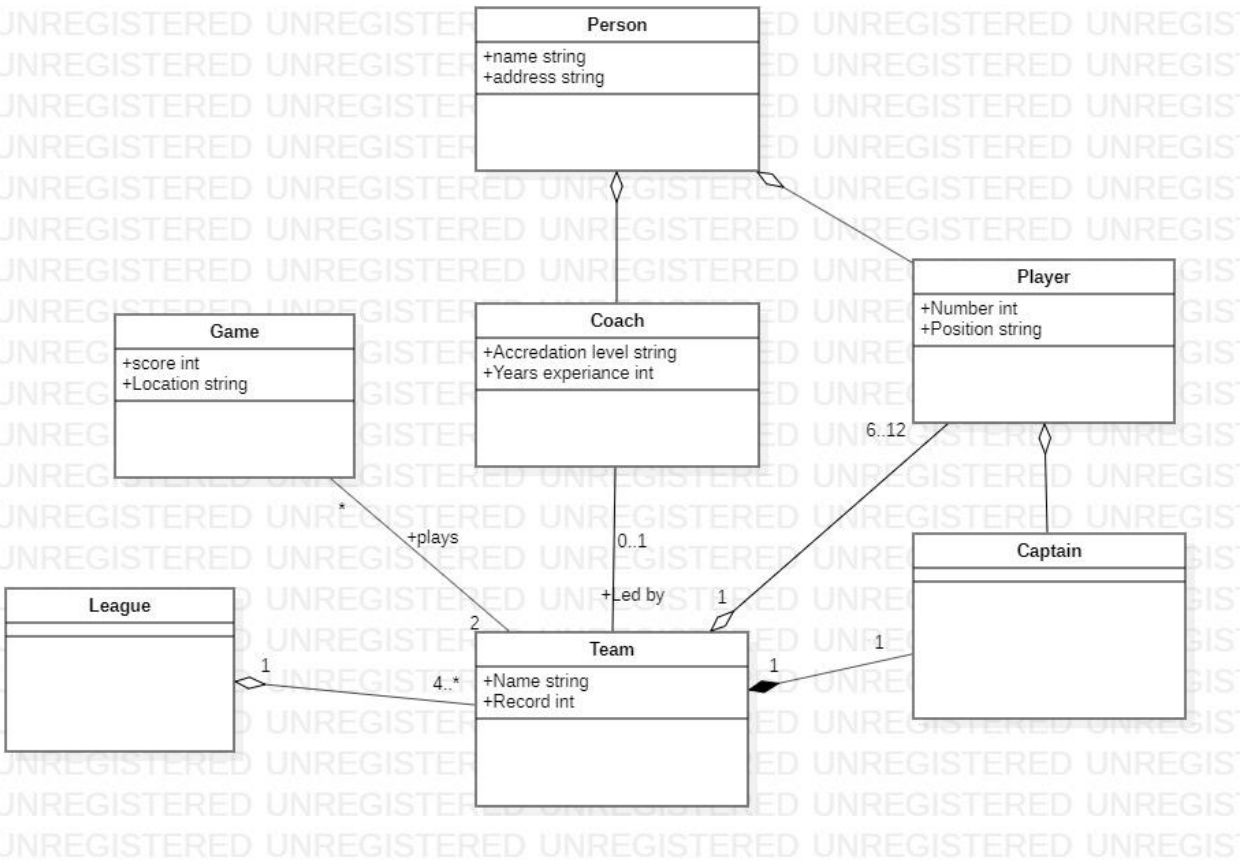 Person
+name string
+address string
Player
+Number int
+Position string
Coach
+Accredation level string
+Years experiance int
Game
+score int
+Location string
6..12
*
+plays
0..1
Captain
+Led by
1
2
League
Team
+Name string
+Record int
1
4..*
1
1
UNREGISTERED